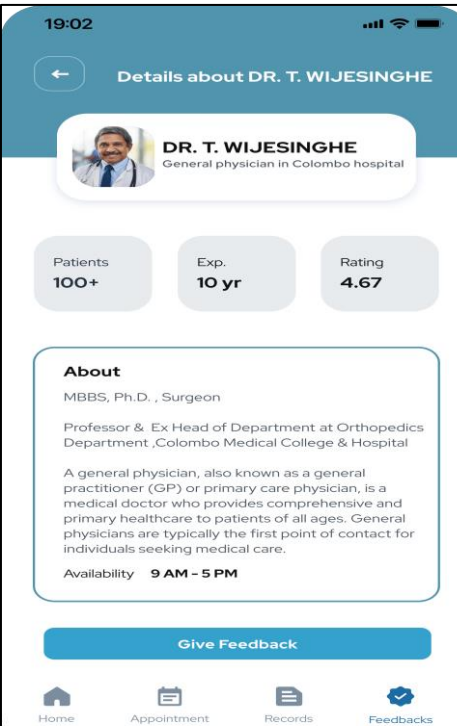 19:02
Details about DR. T. WIJESINGHE
DR. T. WIJESINGHE
General physician in Colombo hospital
Patients
100+
Exp.
10 yr
Rating
4.67
About
MBBS, Ph.D. , Surgeon
Professor & Ex Head of Department at Orthopedics
Department ,Colombo Medical College & Hospital
A general physician, also known as a general
practitioner (GP) or primary care physician, is a
medical doctor who provides comprehensive and
primary healthcare to patients of all ages. General
physicians are typically the first point of contact for
individuals seeking medical care.
Availability 9 AM - 5 PM
Give Feedback
Home
Appointment
Records
Feedbacks